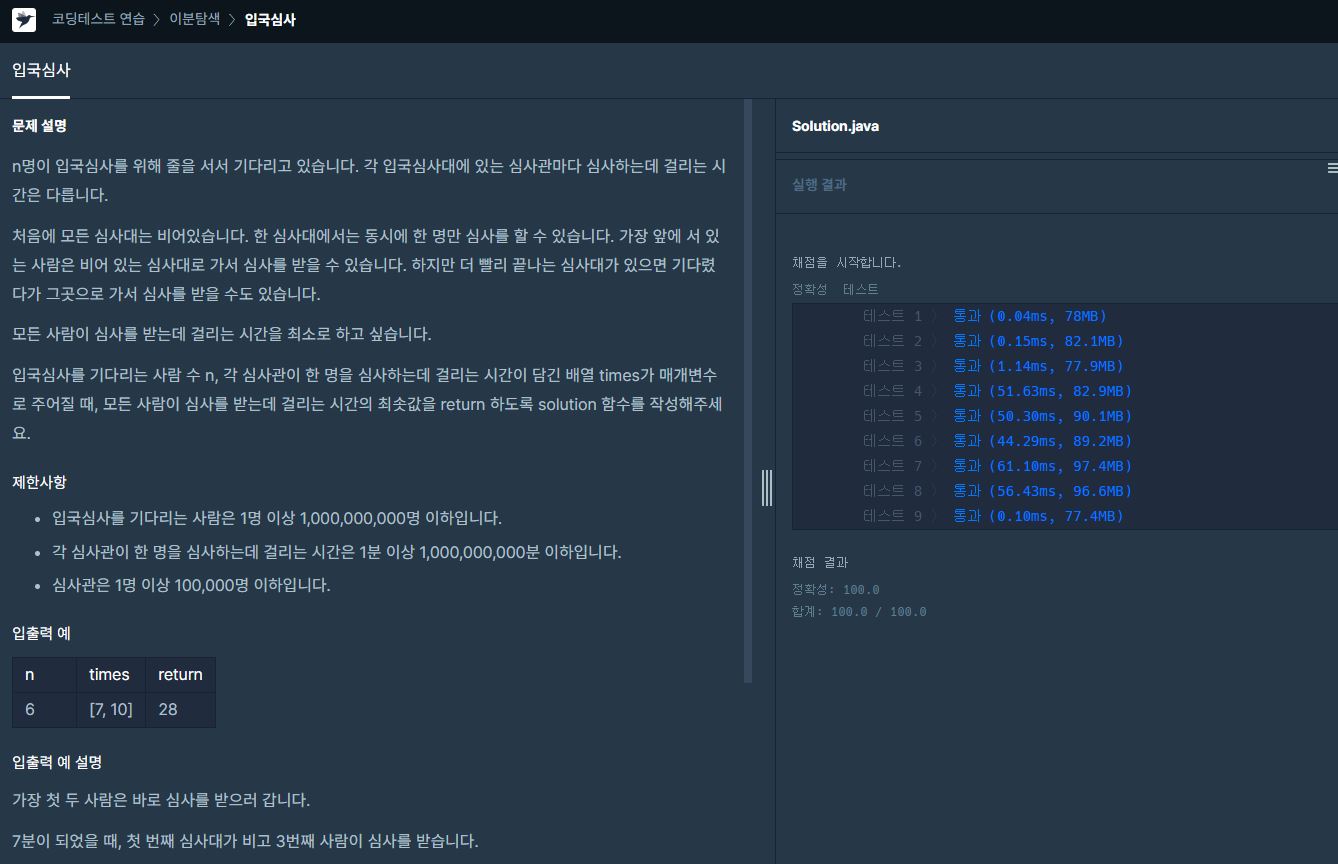 코딩테스트 연습 > 이분탐색 > 입국심사
입국심사
문제 설명
n명이 입국심사를 위해 줄을 서서 기다리고 있습니다. 각 입국심사대에 있는 심사관마다 심사하는데 걸리는 시
간은 다릅니다.
처음에 모든 심사대는 비어있습니다. 한 심사대에서는 동시에 한 명만 심사를 할 수 있습니다. 가장 앞에 서 있
는 사람은 비어 있는 심사대로 가서 심사를 받을 수 있습니다. 하지만 더 빨리 끝나는 심사대가 있으면 기다렸
다가 그곳으로 가서 심사를 받을 수도 있습니다.
모든 사람이 심사를 받는데 걸리는 시간을 최소로 하고 싶습니다.
입국심사를 기다리는 사람 수 n, 각 심사관이 한 명을 심사하는데 걸리는 시간이 담긴 배열 times가 매개변수
로 주어질 때, 모든 사람이 심사를 받는데 걸리는 시간의 최솟값을 return 하도록 solution 함수를 작성해주세
요.
제한사항
• 입국심사를 기다리는 사람은 1명 이상 1,000,000,000명 이하입니다.
• 각 심사관이 한 명을 심사하는데 걸리는 시간은 1분 이상 1,000,000,000분 이하입니다.
• 심사관은 1명 이상 100,000명 이하입니다.
입출력 예
n times return
6 [7, 10] 28
입출력 예 설명
가장 첫 두 사람은 바로 심사를 받으러 갑니다.
7분이 되었을 때, 첫 번째 심사대가 비고 3번째 사람이 심사를 받습니다.
Solution.java
실행 결과
채점을 시작합니다.
정확성 테스트
테스트 1 〉 통과 (0.04ms, 78MB)
테스트 2 〉 통과 (0.15ms, 82.1MB)
테스트 3 〉 통과 (1.14ms, 77.9MB)
테스트 4 〉 통과 (51.63ms, 82.9MB)
테스트 5 〉 통과 (50.30ms, 90.1MB)
테스트 6 〉 통과 (44.29ms, 89.2MB)
테스트 7 〉 통과 (61.10ms, 97.4MB)
테스트 8 〉 통과 (56.43ms, 96.6MB)
테스트 9 〉 통과 (0.10ms, 77.4MB)
채점 결과
정확성: 100.0
합계: 100.0 / 100.0